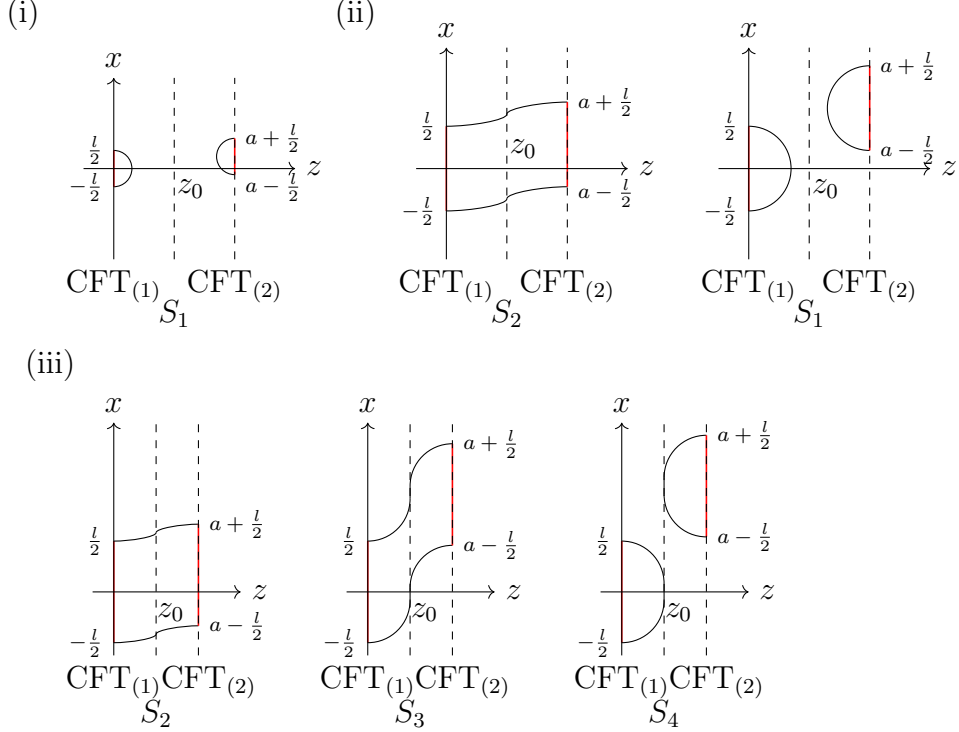 (i)
x
l/2
−l/2
a + l/2
a − l/2
z
z₀
CFT₍₁₎ CFT₍₂₎
S₁
(ii)
x
l/2
−l/2
a + l/2
a − l/2
z
z₀
CFT₍₁₎ CFT₍₂₎
S₂
x
l/2
−l/2
a + l/2
a − l/2
z
z₀
CFT₍₁₎ CFT₍₂₎
S₁
(iii)
x
l/2
−l/2
a + l/2
a − l/2
z
z₀
CFT₍₁₎ CFT₍₂₎
S₂
x
l/2
−l/2
a + l/2
a − l/2
z
z₀
CFT₍₁₎ CFT₍₂₎
S₃
x
l/2
−l/2
a + l/2
a − l/2
z
z₀
CFT₍₁₎ CFT₍₂₎
S₄